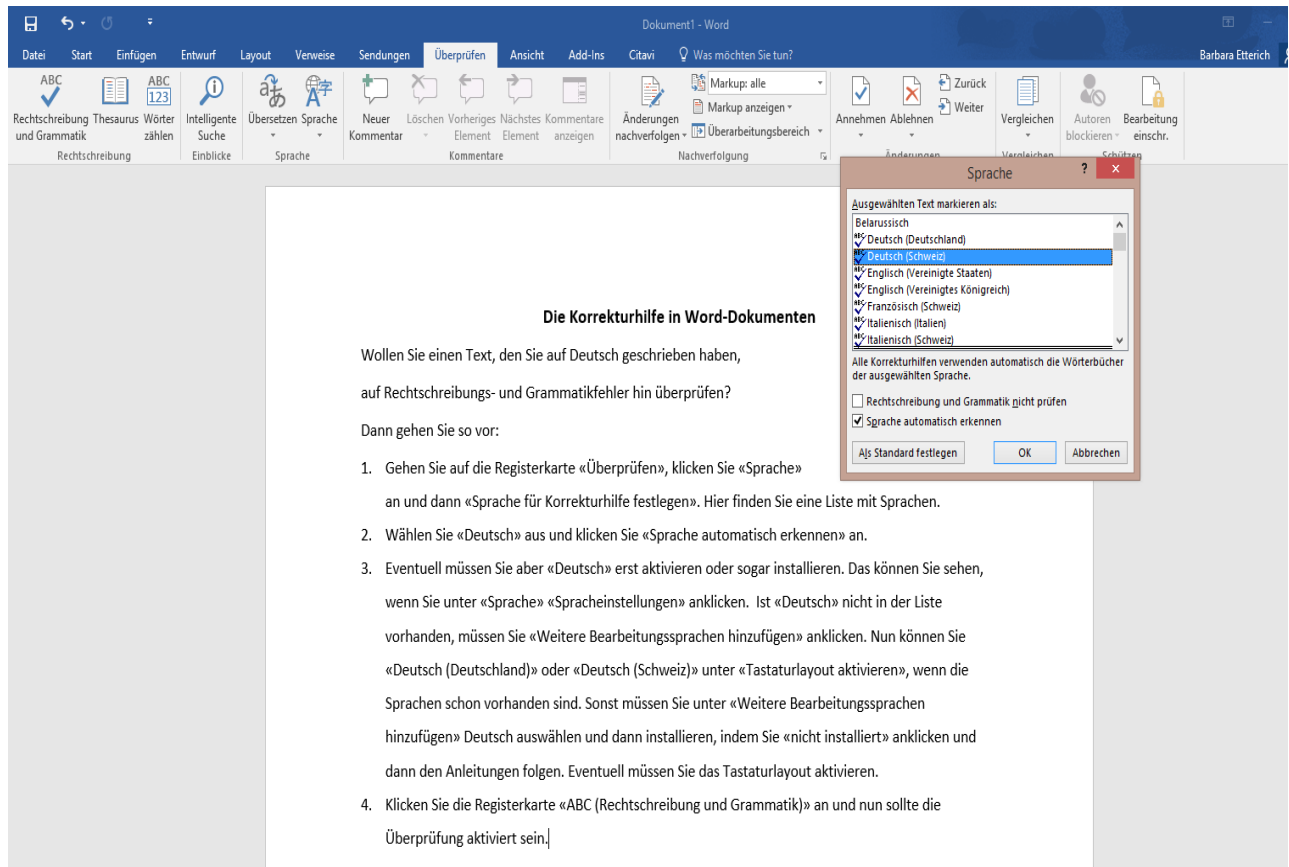 Dokument1 - Word
Datei Start Einfügen Entwurf Layout Verweise Sendungen Überprüfen Ansicht Add-Ins Citavi Was möchten Sie tun? Barbara Etterich
ABC
Rechtschreibung
und Grammatik
Thesaurus
ABC
123
Wörter
zählen
Rechtschreibung
Intelligente
Suche
Einblicke
Übersetzen Sprache
Sprache
Neuer
Kommentar
Löschen
Vorheriges
Element
Nächstes
Element
Kommentare
anzeigen
Kommentare
Änderungen
nachverfolgen
Markup: alle
Markup anzeigen
Überarbeitungsbereich
Nachverfolgung
Annehmen Ablehnen
Zurück
Weiter
Änderungen
Vergleichen
Vergleichen
Autoren
blockieren
Bearbeitung
einschr.
Schützen
Sprache ? x
Ausgewählten Text markieren als:
Belarussisch
Deutsch (Deutschland)
Deutsch (Schweiz)
Englisch (Vereinigte Staaten)
Englisch (Vereinigtes Königreich)
Französisch (Schweiz)
Italienisch (Italien)
Italienisch (Schweiz)
Alle Korrekturhilfen verwenden automatisch die Wörterbücher
der ausgewählten Sprache.
Rechtschreibung und Grammatik nicht prüfen
Sprache automatisch erkennen
Als Standard festlegen OK Abbrechen
Die Korrekturhilfe in Word-Dokumenten
Wollen Sie einen Text, den Sie auf Deutsch geschrieben haben,
auf Rechtschreibungs- und Grammatikfehler hin überprüfen?
Dann gehen Sie so vor:
1. Gehen Sie auf die Registerkarte «Überprüfen», klicken Sie «Sprache»
an und dann «Sprache für Korrekturhilfe festlegen». Hier finden Sie eine Liste mit Sprachen.
2. Wählen Sie «Deutsch» aus und klicken Sie «Sprache automatisch erkennen» an.
3. Eventuell müssen Sie aber «Deutsch» erst aktivieren oder sogar installieren. Das können Sie sehen,
wenn Sie unter «Sprache» «Spracheinstellungen» anklicken. Ist «Deutsch» nicht in der Liste
vorhanden, müssen Sie «Weitere Bearbeitungssprachen hinzufügen» anklicken. Nun können Sie
«Deutsch (Deutschland)» oder «Deutsch (Schweiz)» unter «Tastaturlayout aktivieren», wenn die
Sprachen schon vorhanden sind. Sonst müssen Sie unter «Weitere Bearbeitungssprachen
hinzufügen» Deutsch auswählen und dann installieren, indem Sie «nicht installiert» anklicken und
dann den Anleitungen folgen. Eventuell müssen Sie das Tastaturlayout aktivieren.
4. Klicken Sie die Registerkarte «ABC (Rechtschreibung und Grammatik)» an und nun sollte die
Überprüfung aktiviert sein.